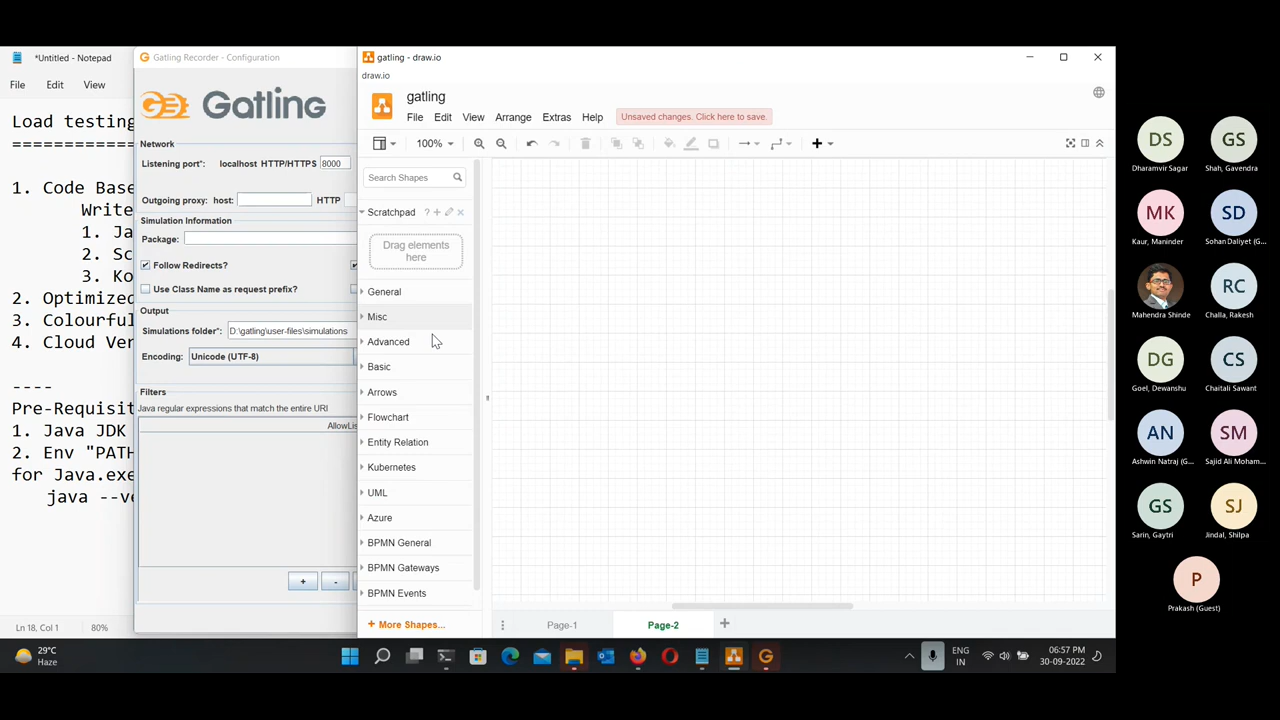 *Untitled - Notepad
File Edit View
Load testing
=============
1. Code Base
Write
1. Ja
2. Sc
3. Ko
2. Optimized
3. Colourful
4. Cloud Ver
----
Pre-Requisit
1. Java JDK
2. Env "PATH
for Java.exe
java --ve
Ln 18, Col 1 80%
Gatling Recorder - Configuration
Gatling
Network
Listening port*: localhost HTTP/HTTPS 8000
Outgoing proxy: host: HTTP
Simulation Information
Package:
Follow Redirects?
Use Class Name as request prefix?
Output
Simulations folder*: D:\gatling\user-files\simulations
Encoding: Unicode (UTF-8)
Filters
Java regular expressions that match the entire URI
AllowLis
+ -
gatling - draw.io
draw.io
gatling
File Edit View Arrange Extras Help Unsaved changes. Click here to save.
100%
Search Shapes
Scratchpad ?
Drag elements
here
General
Misc
Advanced
Basic
Arrows
Flowchart
Entity Relation
Kubernetes
UML
Azure
BPMN General
BPMN Gateways
BPMN Events
+ More Shapes...
Page-1 Page-2
29°C
Haze
ENG
IN
06:57 PM
30-09-2022
DS GS
Dharamvir Sagar Shah, Gavendra
MK SD
Kaur, Maninder Sohan Daliyet (G...
RC
Mahendra Shinde Challa, Rakesh
DG CS
Goel, Dewanshu Chaitali Sawant
AN SM
Ashwin Natraj (G... Sajid Ali Moham...
GS SJ
Sarin, Gaytri Jindal, Shilpa
P
Prakash (Guest)